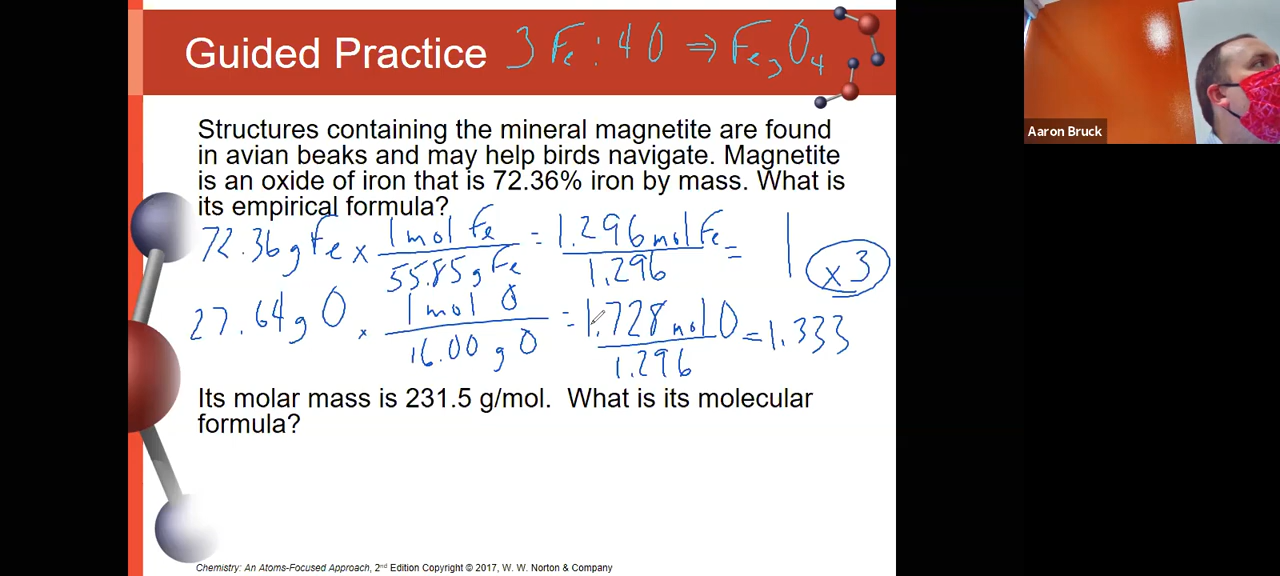 Guided Practice 3 Fe : 4 O ⇒ Fe₃O₄
Aaron Bruck
Structures containing the mineral magnetite are found
in avian beaks and may help birds navigate. Magnetite
is an oxide of iron that is 72.36% iron by mass. What is
its empirical formula?
72.36 g Fe x 1 mol Fe / 55.85 g Fe = 1.296 mol Fe / 1.296 = 1 x 3
27.64 g O x 1 mol O / 16.00 g O = 1.728 mol O / 1.296 = 1.333
Its molar mass is 231.5 g/mol. What is its molecular
formula?
Chemistry: An Atoms-Focused Approach, 2nd Edition Copyright © 2017, W. W. Norton & Company